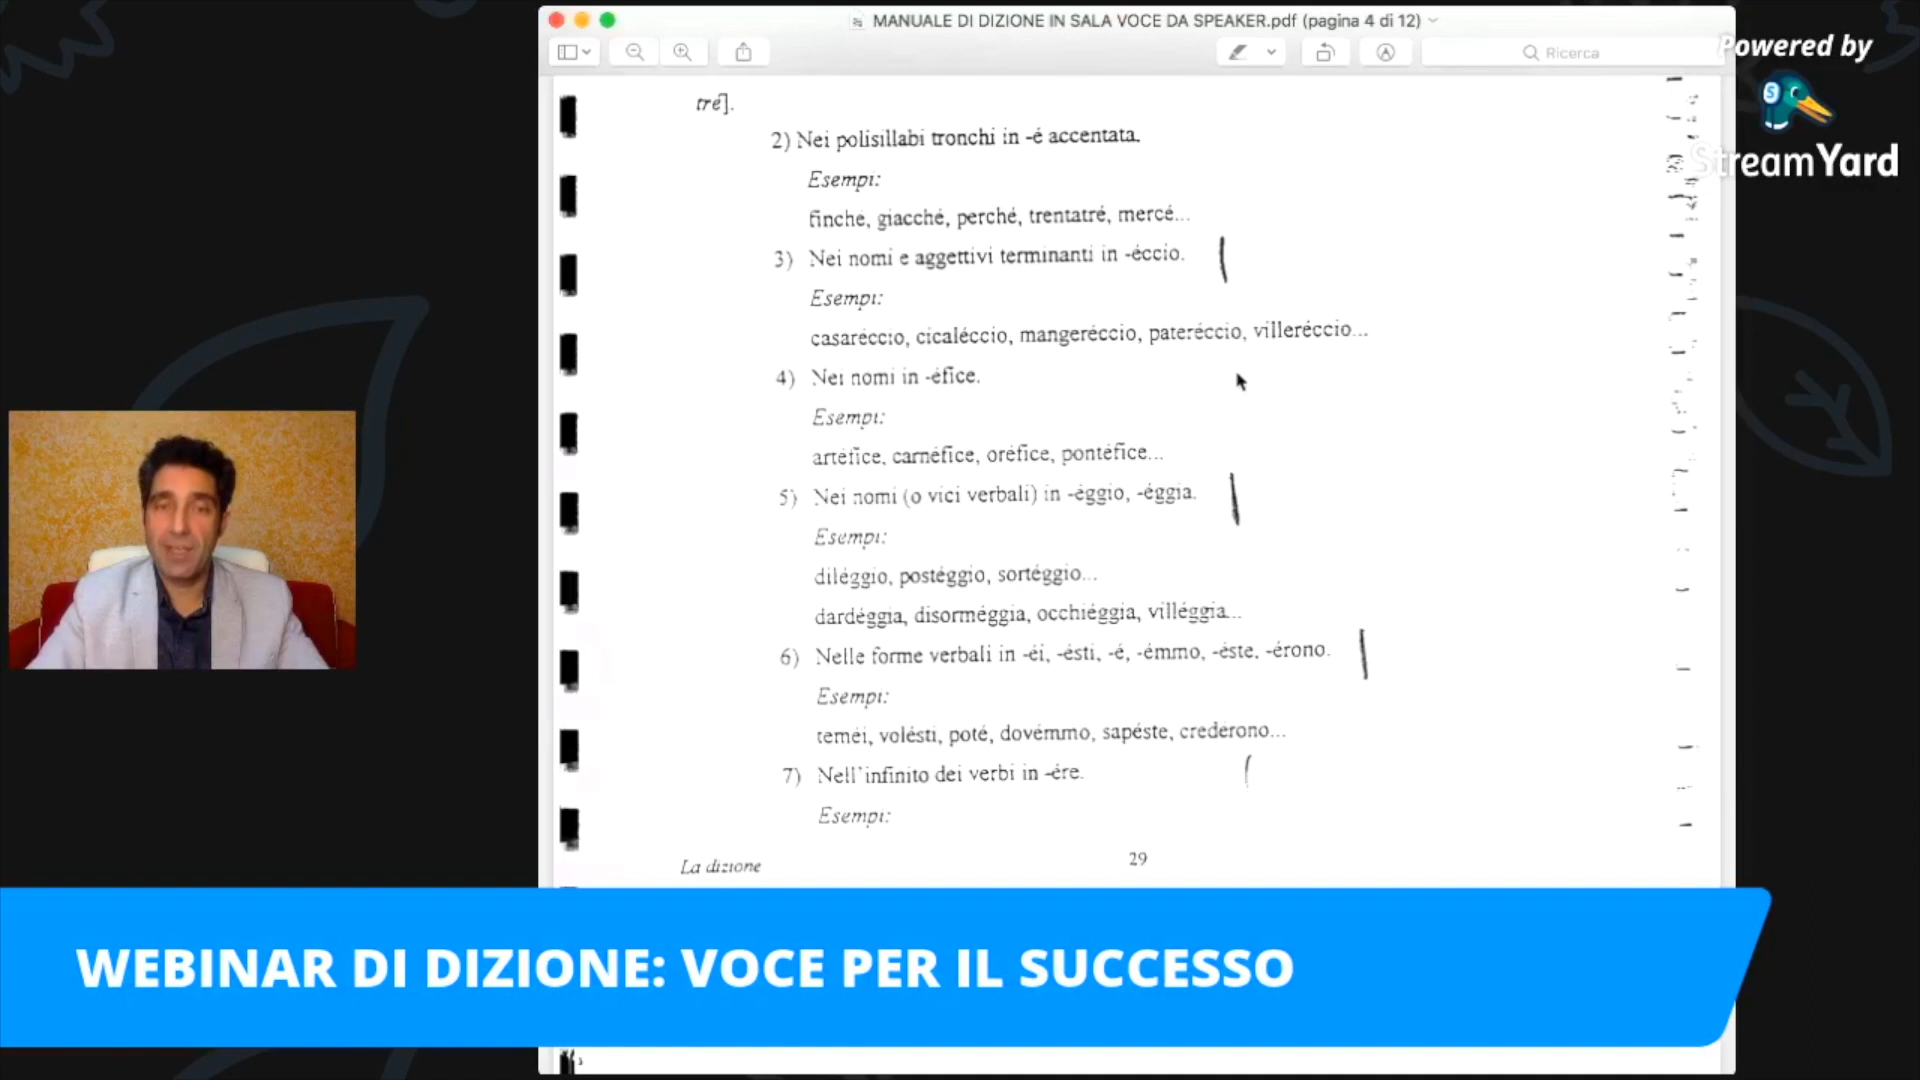 MANUALE DI DIZIONE IN SALA VOCE DA SPEAKER.pdf (pagina 4 di 12)
Ricerca
Powered by
StreamYard
tré].
2) Nei polisillabi tronchi in -é accentata.
Esempi:
finche, giacché, perché, trentatré, mercé...
3) Nei nomi e aggettivi terminanti in -éccio.
Esempi:
casaréccio, cicaléccio, mangeréccio, pateréccio, villeréccio...
4) Nei nomi in -éfice.
Esempi:
artéfice, carnéfice, oréfice, pontéfice...
5) Nei nomi (o vici verbali) in -éggio, -éggia.
Esempi:
diléggio, postéggio, sortéggio...
dardéggia, disorméggia, occhiéggia, villéggia...
6) Nelle forme verbali in -éi, -ésti, -é, -émmo, -éste, -érono.
Esempi:
teméi, volésti, poté, dovémmo, sapéste, credérono...
7) Nell'infinito dei verbi in -ére.
Esempi:
La dizione
29
WEBINAR DI DIZIONE: VOCE PER IL SUCCESSO